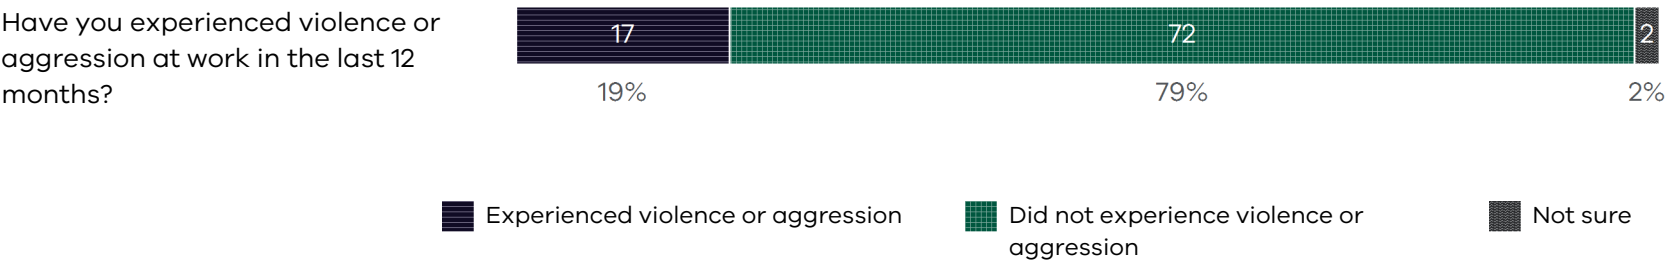 Have you experienced violence or
aggression at work in the last 12
months?
17
72
2
19%
79%
2%
Experienced violence or aggression
Did not experience violence or
aggression
Not sure